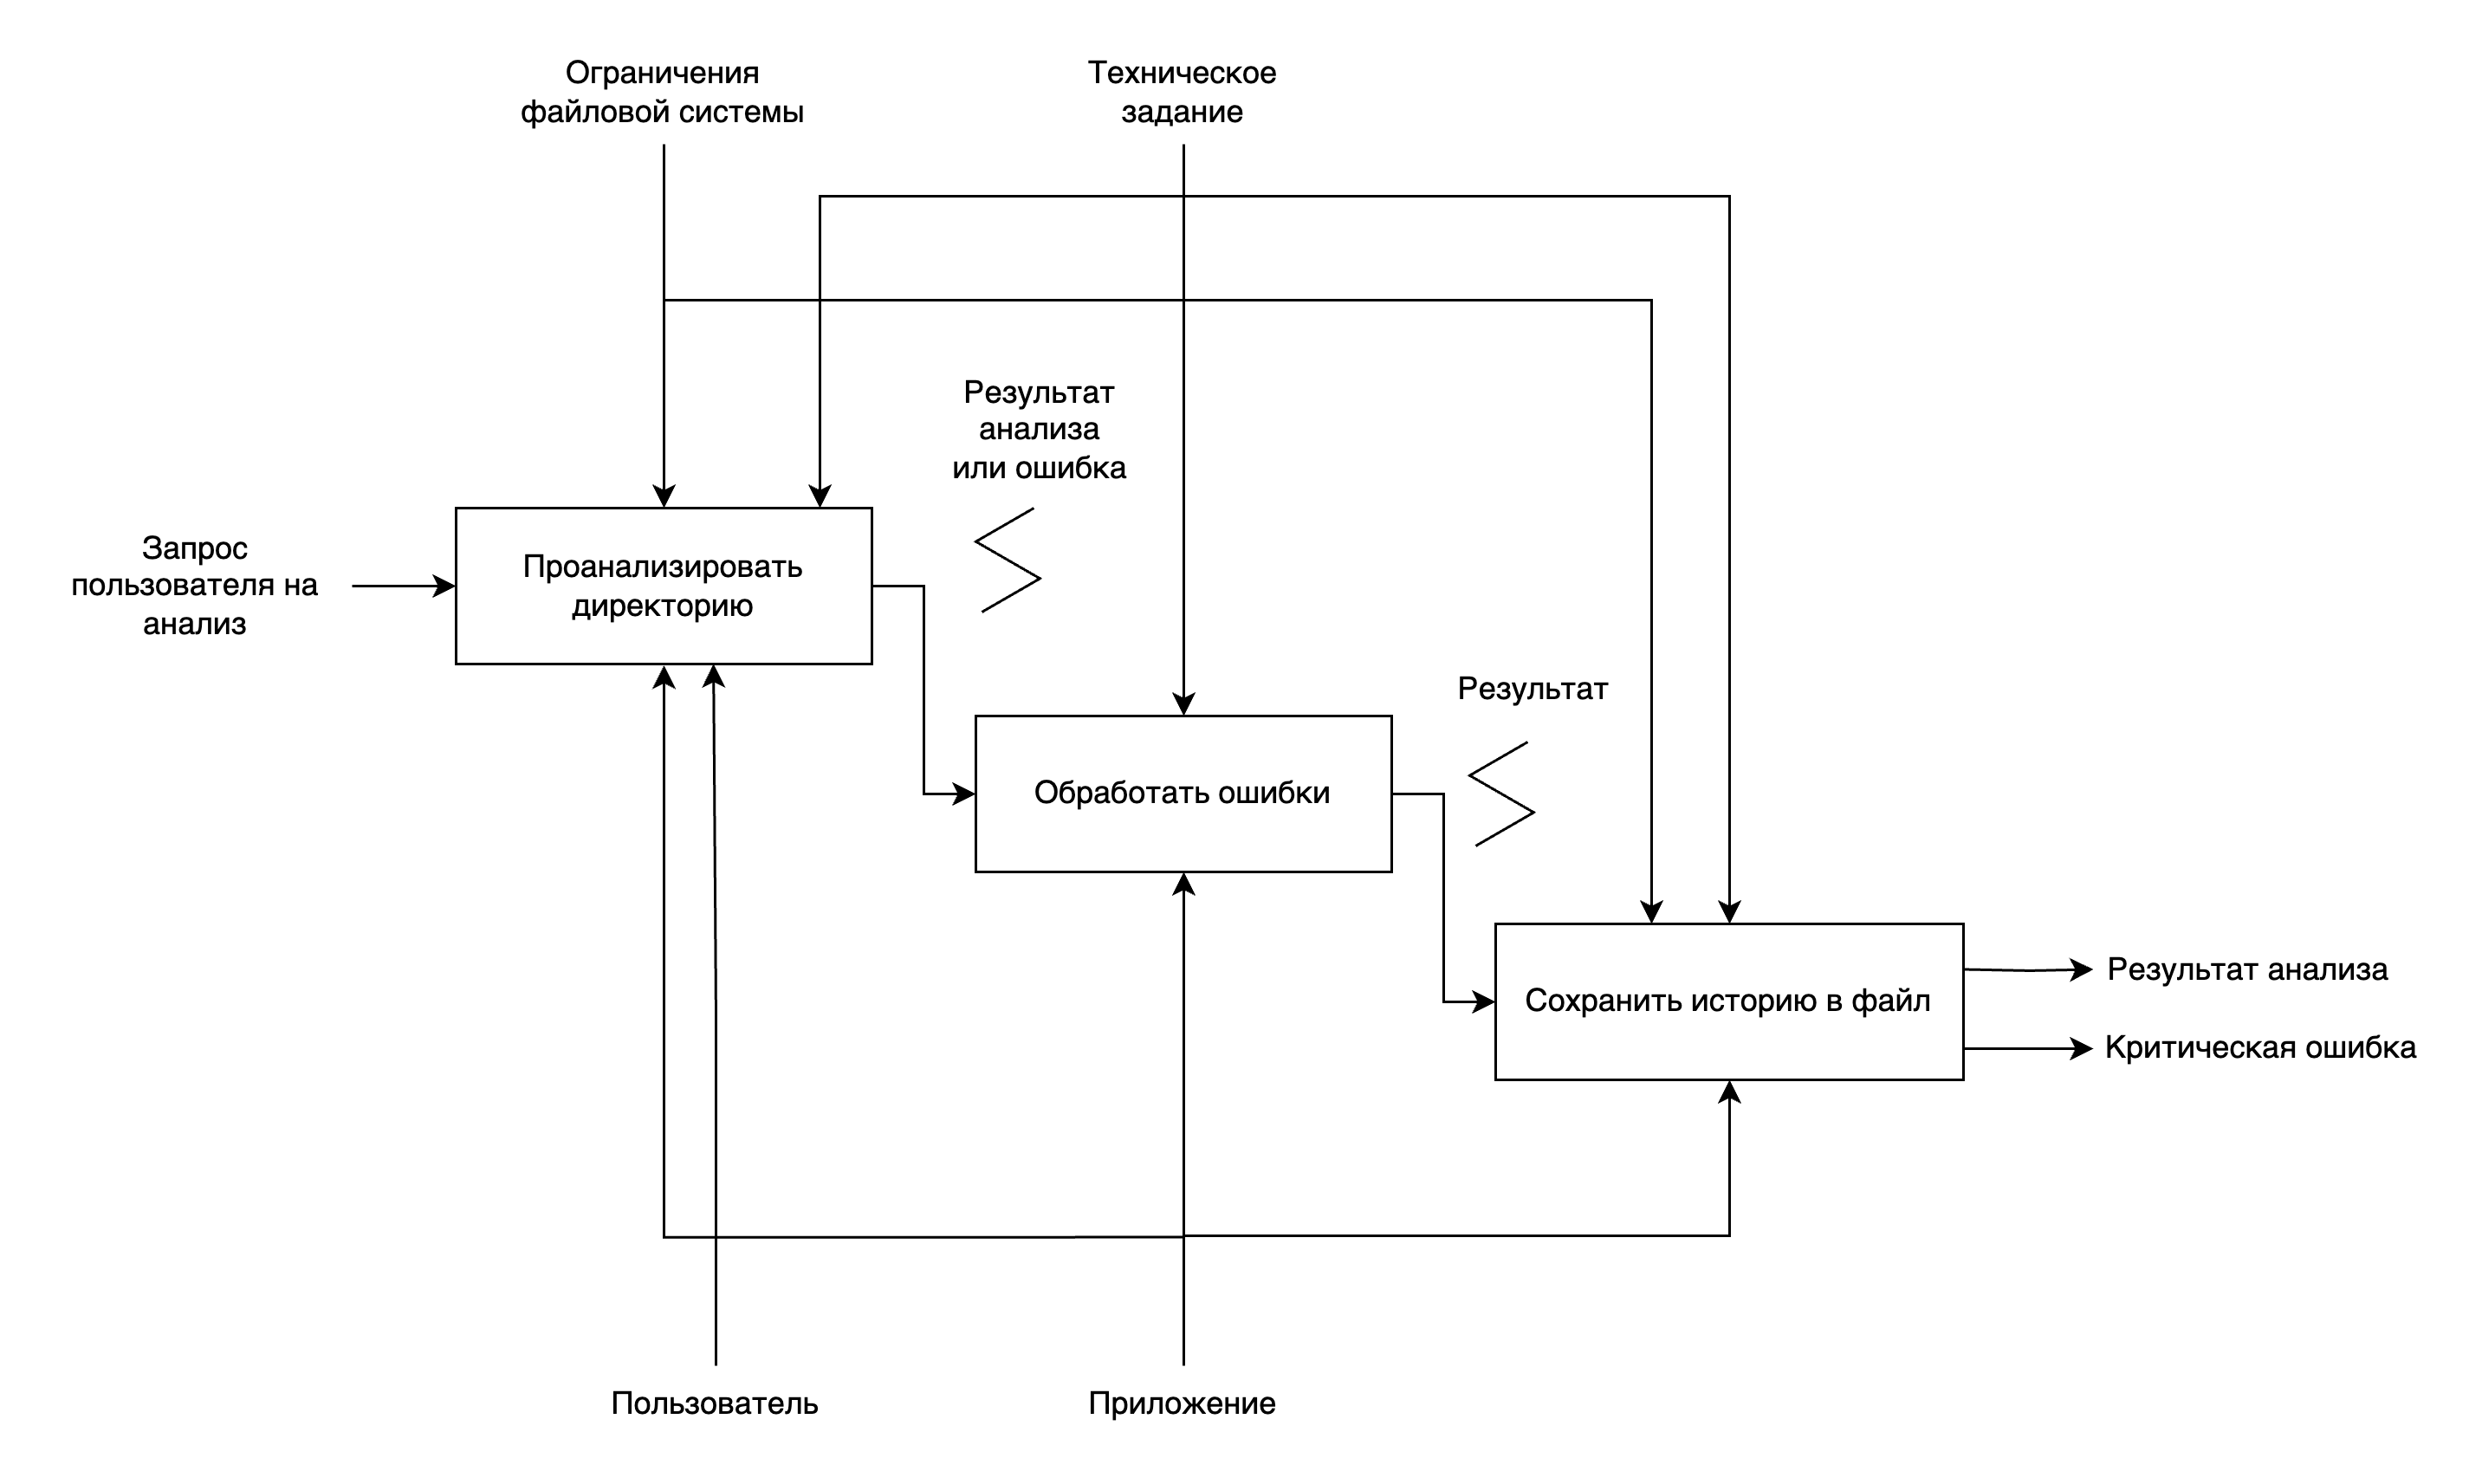 Ограничения
файловой системы
Техническое
задание
Результат
анализа
или ошибка
Запрос
пользователя на
анализ
Проанализировать
директорию
Результат
Обработать ошибки
Результат анализа
Сохранить историю в файл
Критическая ошибка
Пользователь
Приложение